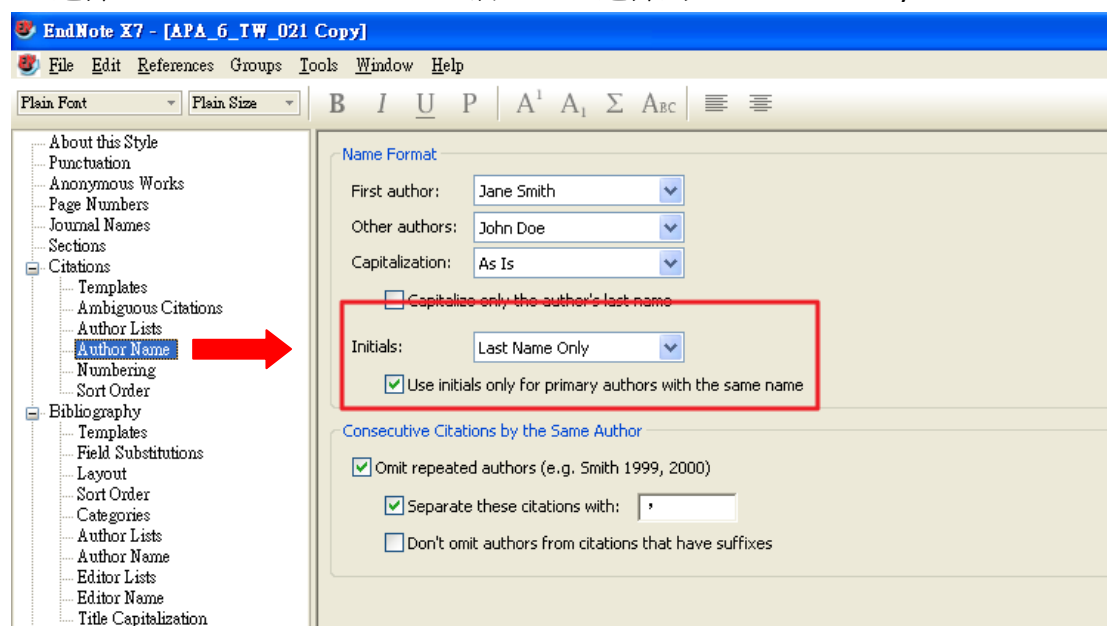 EndNote X7 - [APA_6_TW_021 Copy]
File Edit References Groups Tools Window Help
Plain Font Plain Size B I U P A1 A1 Σ ABC
About this Style
Punctuation
Anonymous Works
Page Numbers
Journal Names
Sections
Citations
Templates
Ambiguous Citations
Author Lists
Author Name
Numbering
Sort Order
Bibliography
Templates
Field Substitutions
Layout
Sort Order
Categories
Author Lists
Author Name
Editor Lists
Editor Name
Title Capitalization
Name Format
First author: Jane Smith
Other authors: John Doe
Capitalization: As Is
Capitalize only the author's last name
Initials: Last Name Only
Use initials only for primary authors with the same name
Consecutive Citations by the Same Author
Omit repeated authors (e.g. Smith 1999, 2000)
Separate these citations with: ,
Don't omit authors from citations that have suffixes